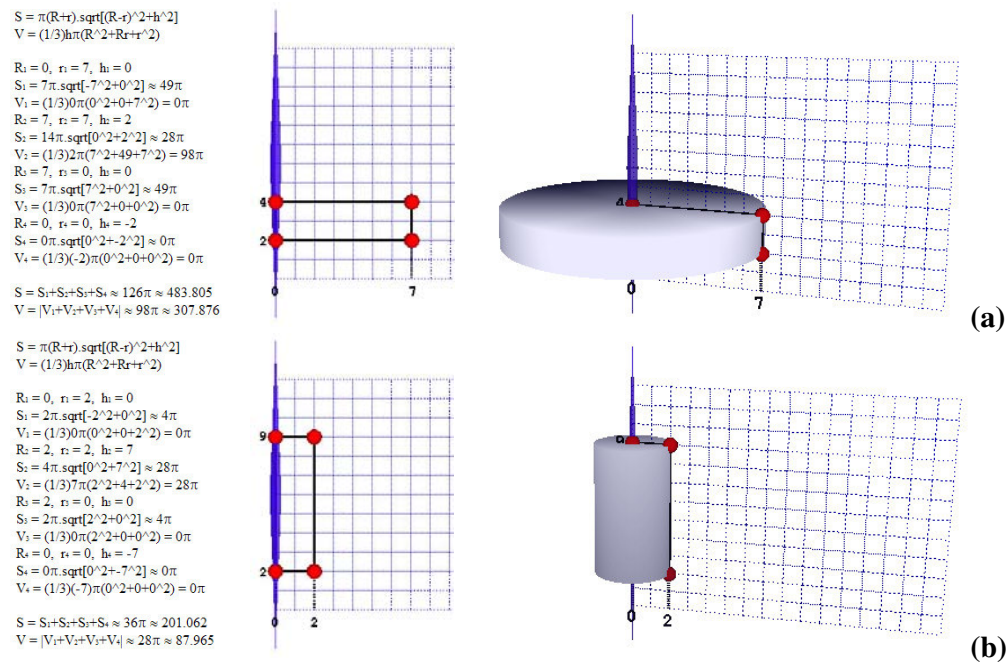 S = π(R+r).sqrt[(R-r)^2+h^2]
V = (1/3)hπ(R^2+Rr+r^2)
R₁ = 0, r₁ = 7, h₁ = 0
S₁ = 7π.sqrt[-7^2+0^2] ≈ 49π
V₁ = (1/3)0π(0^2+0+7^2) = 0π
R₂ = 7, r₂ = 7, h₂ = 2
S₂ = 14π.sqrt[0^2+2^2] ≈ 28π
V₂ = (1/3)2π(7^2+49+7^2) = 98π
R₃ = 7, r₃ = 0, h₃ = 0
S₃ = 7π.sqrt[7^2+0^2] ≈ 49π
V₃ = (1/3)0π(7^2+0+0^2) = 0π
R₄ = 0, r₄ = 0, h₄ = -2
S₄ = 0π.sqrt[0^2+-2^2] ≈ 0π
V₄ = (1/3)(-2)π(0^2+0+0^2) = 0π
S = S₁+S₂+S₃+S₄ ≈ 126π ≈ 483.805
V = |V₁+V₂+V₃+V₄| ≈ 98π ≈ 307.876
4
2
0 7
4
0
7
(a)
S = π(R+r).sqrt[(R-r)^2+h^2]
V = (1/3)hπ(R^2+Rr+r^2)
R₁ = 0, r₁ = 2, h₁ = 0
S₁ = 2π.sqrt[-2^2+0^2] ≈ 4π
V₁ = (1/3)0π(0^2+0+2^2) = 0π
R₂ = 2, r₂ = 2, h₂ = 7
S₂ = 4π.sqrt[0^2+7^2] ≈ 28π
V₂ = (1/3)7π(2^2+4+2^2) = 28π
R₃ = 2, r₃ = 0, h₃ = 0
S₃ = 2π.sqrt[2^2+0^2] ≈ 4π
V₃ = (1/3)0π(2^2+0+0^2) = 0π
R₄ = 0, r₄ = 0, h₄ = -7
S₄ = 0π.sqrt[0^2+-7^2] ≈ 0π
V₄ = (1/3)(-7)π(0^2+0+0^2) = 0π
S = S₁+S₂+S₃+S₄ ≈ 36π ≈ 201.062
V = |V₁+V₂+V₃+V₄| ≈ 28π ≈ 87.965
9
2
0 2
9
0
2
(b)